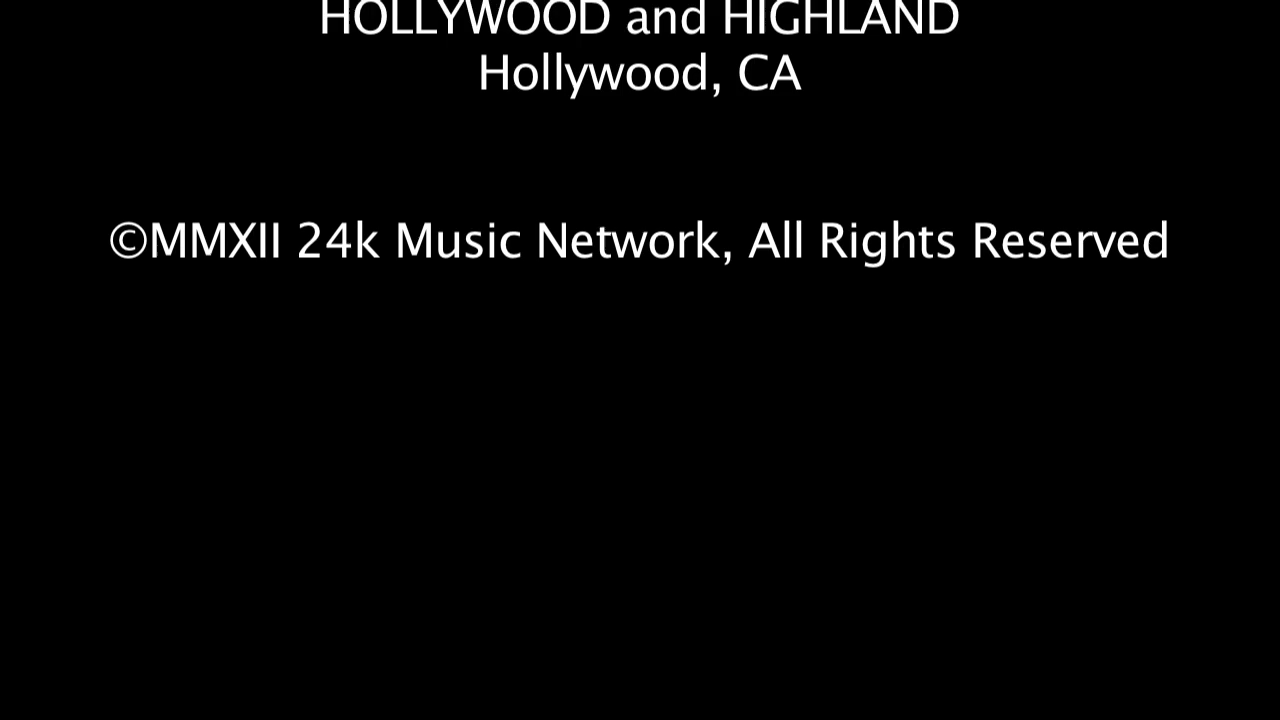 HOLLYWOOD and HIGHLAND
Hollywood, CA
©MMXII 24k Music Network, All Rights Reserved